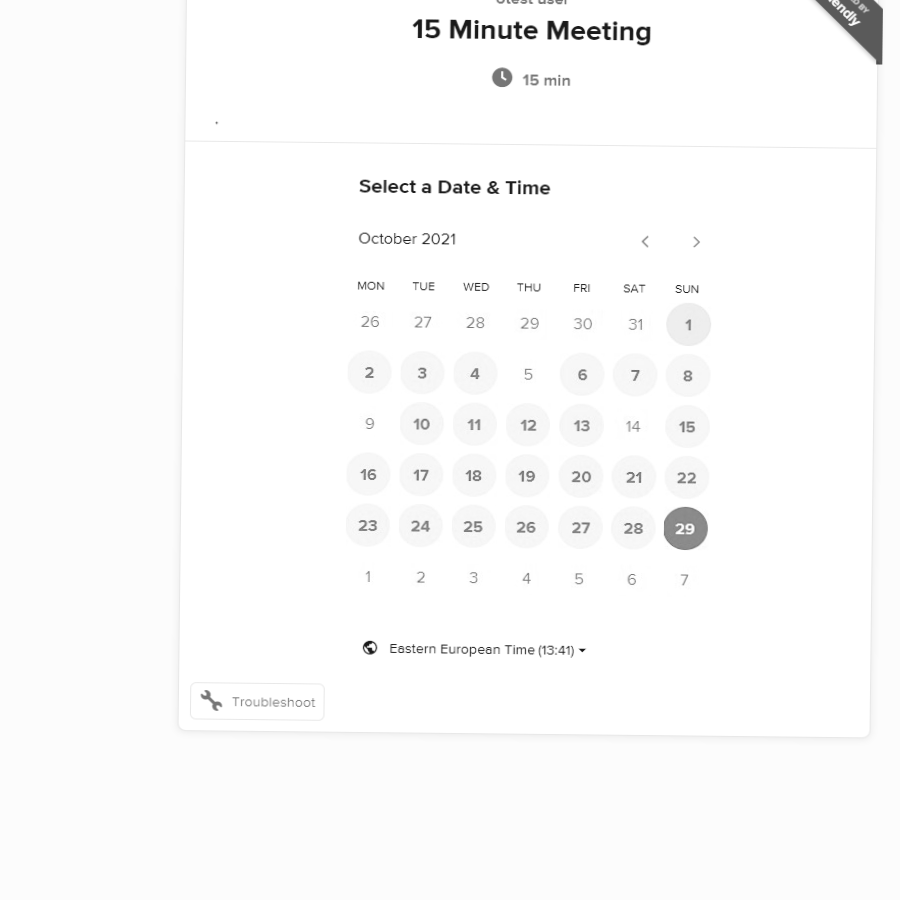 user
15 Minute Meeting
15 min
Select a Date & Time
October 2021
MON TUE WED THU FRI SAT SUN
26 27 28 29 30 31 1
2 3 4 5 6 7 8
9 10 11 12 13 14 15
16 17 18 19 20 21 22
23 24 25 26 27 28 29
1 2 3 4 5 6 7
Eastern European Time (13:41)
Troubleshoot